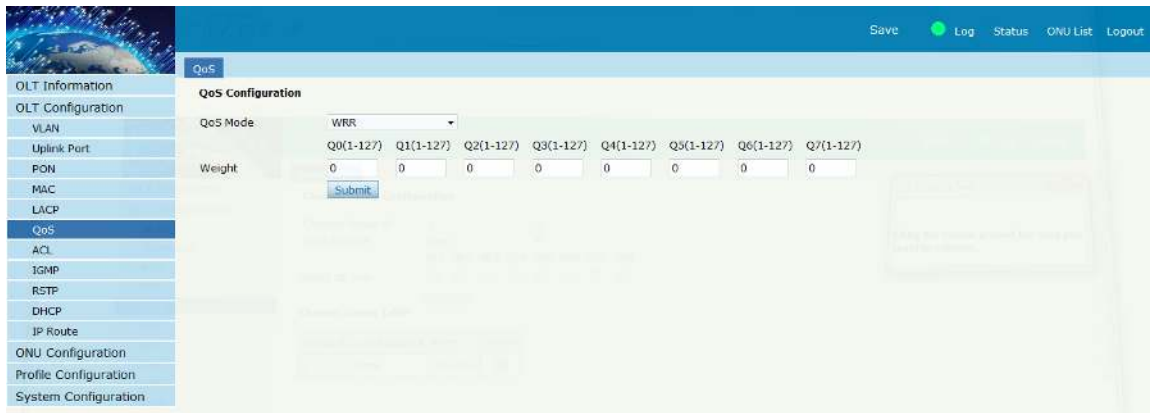 Save Log Status ONU List Logout
QoS
OLT Information
OLT Configuration
VLAN
Uplink Port
PON
MAC
LACP
QoS
ACL
IGMP
RSTP
DHCP
IP Route
ONU Configuration
Profile Configuration
System Configuration
QoS Configuration
QoS Mode WRR
Q0(1-127) Q1(1-127) Q2(1-127) Q3(1-127) Q4(1-127) Q5(1-127) Q6(1-127) Q7(1-127)
Weight 0 0 0 0 0 0 0 0
Submit